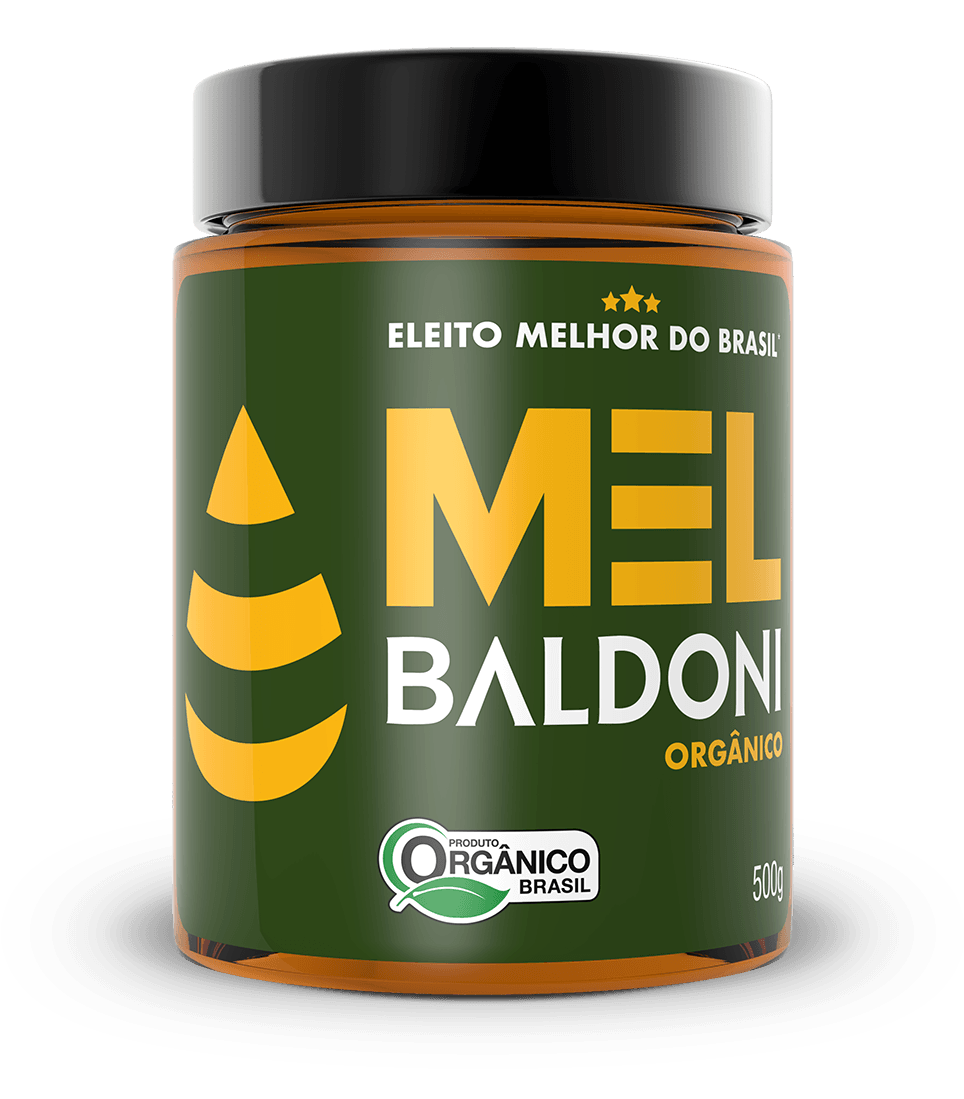 ELEITO MELHOR DO BRASIL*
MEL
BALDONI
ORGÂNICO
PRODUTO
ORGÂNICO
BRASIL
500g